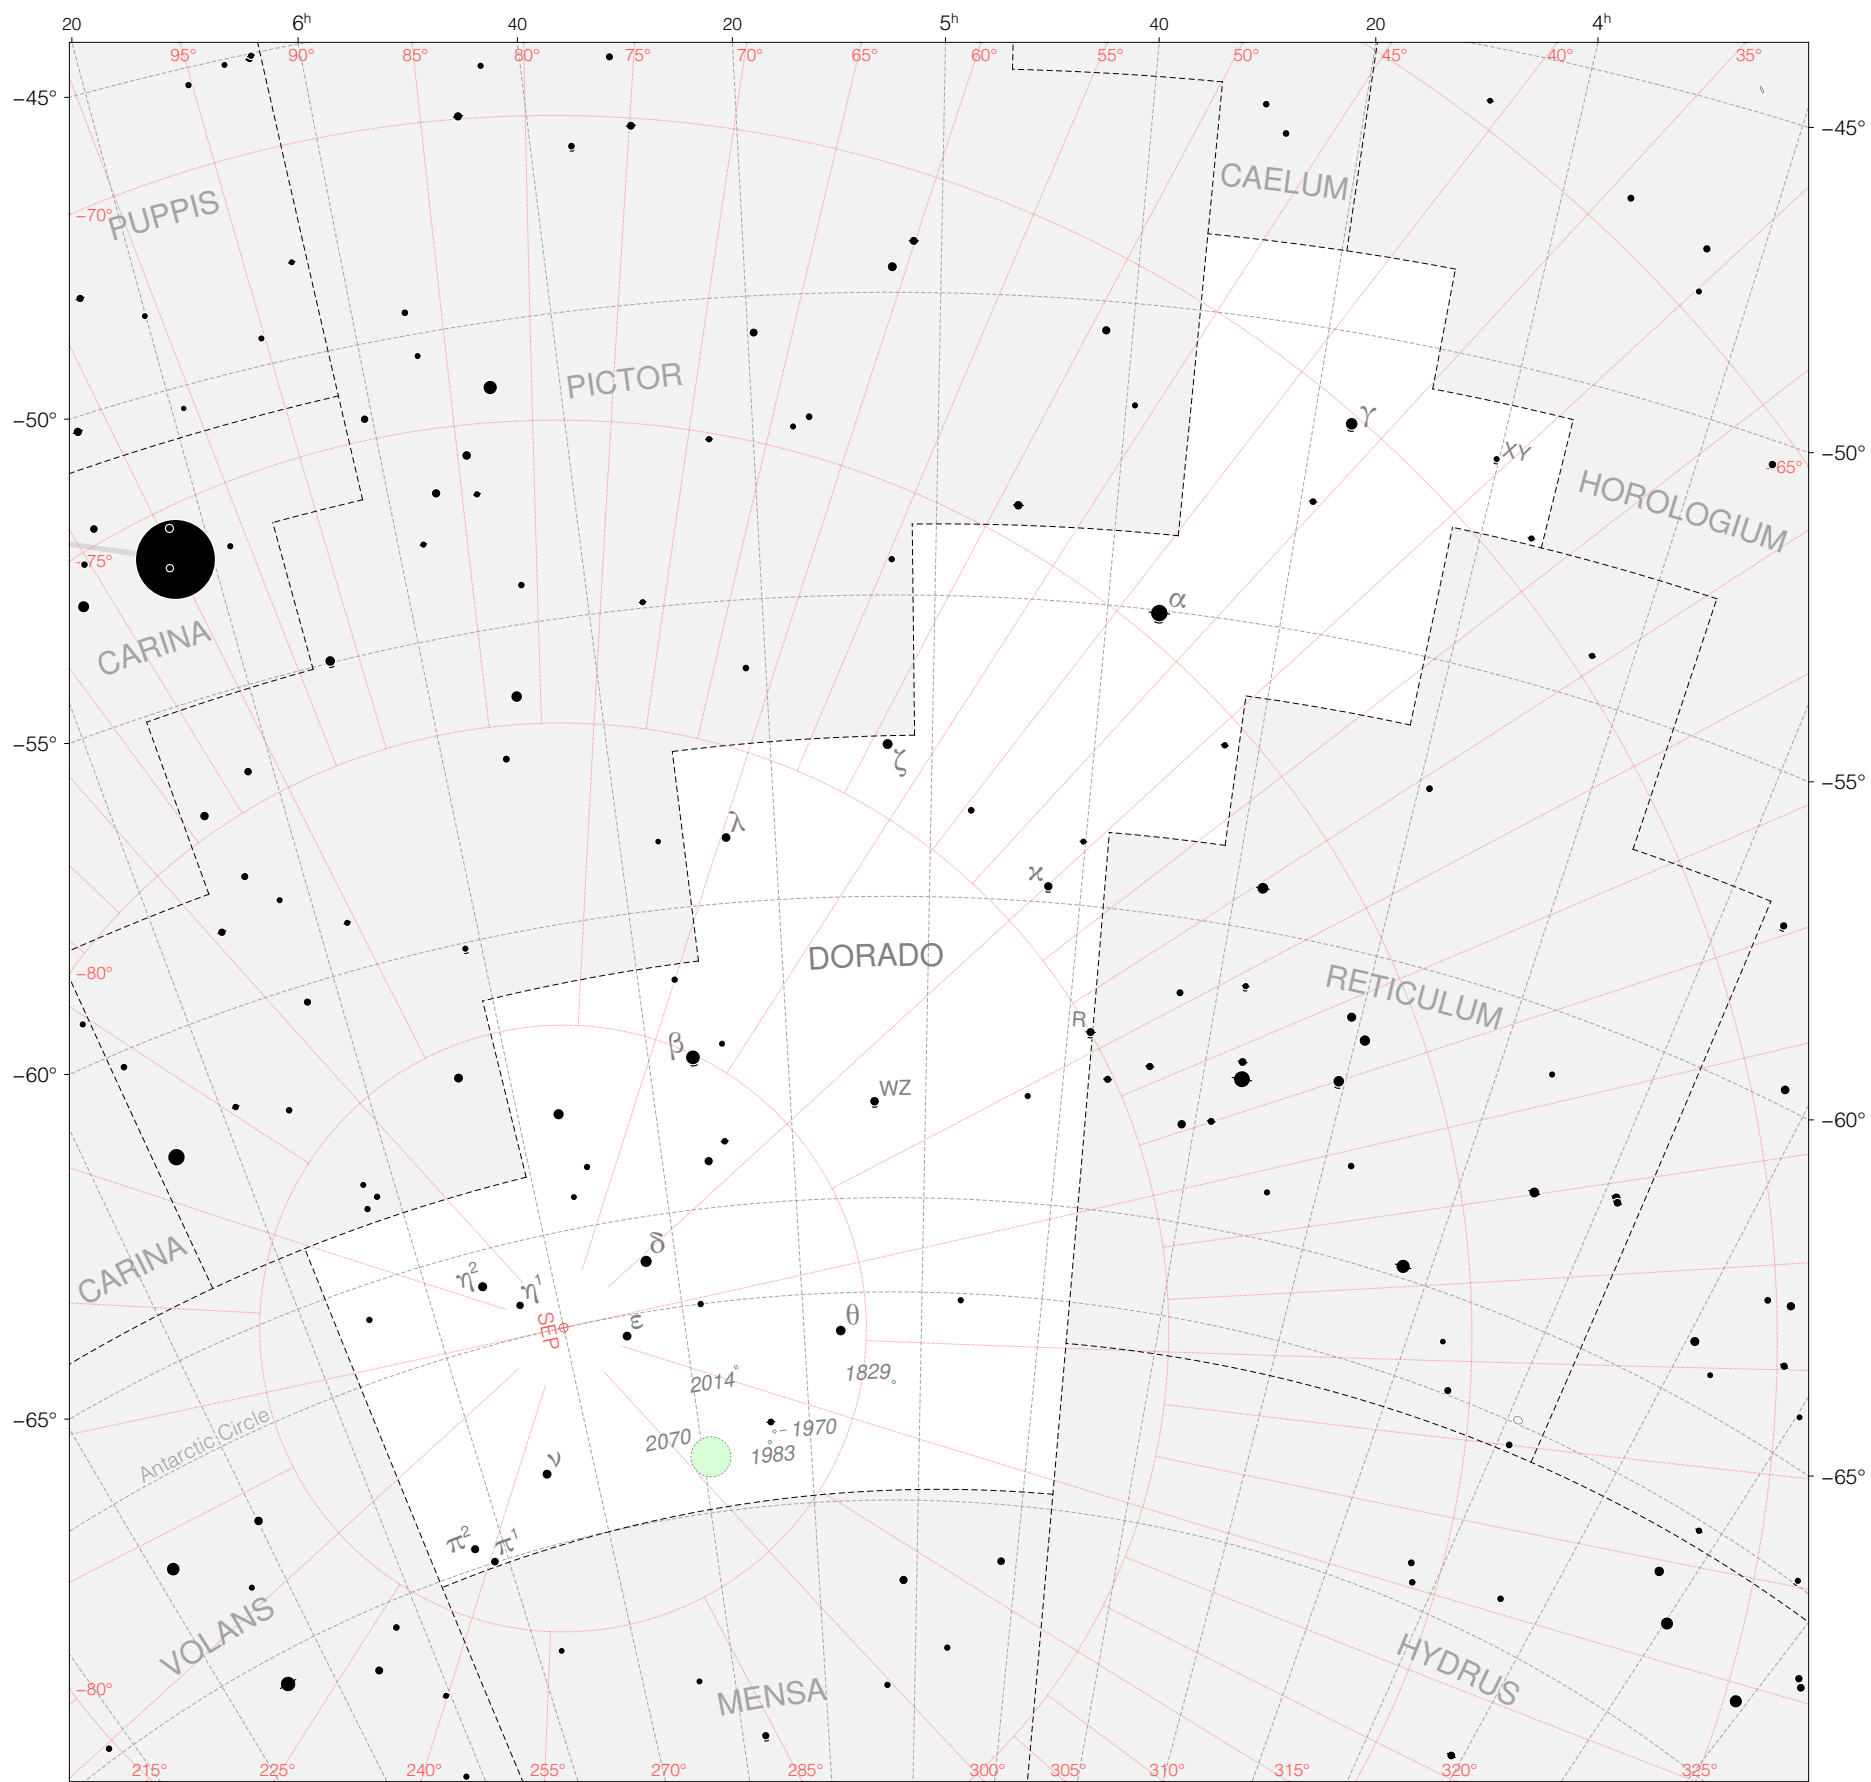 20 6ʰ 40 20 5ʰ 40 20 4ʰ
95° 90° 85° 80° 75° 70° 65° 60° 55° 50° 45° 40° 35°
−45° −45°
CAELUM
PUPPIS
−70°
PICTOR
−50° γ −50°
XY
−65°
HOROLOGIUM
−75°
α
CARINA
−55° ζ −55°
λ
ϰ
DORADO
−80°
RETICULUM
R
β
−60° WZ −60°
δ
CARINA
η² η¹
SEP
ε θ
2014 1829
−65° Antarctic Circle
2070 1970
1983
ν −65°
π² π¹
VOLANS
HYDRUS
−80° MENSA
215° 225° 240° 255° 270° 285° 300° 305° 310° 315° 320° 325°